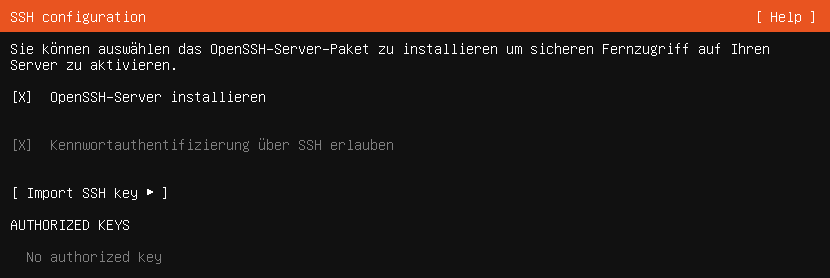 SSH configuration [ Help ]
Sie können auswählen das OpenSSH-Server-Paket zu installieren um sicheren Fernzugriff auf Ihren
Server zu aktivieren.
[X] OpenSSH-Server installieren
[X] Kennwortauthentifizierung über SSH erlauben
[ Import SSH key ▸ ]
AUTHORIZED KEYS
No authorized key